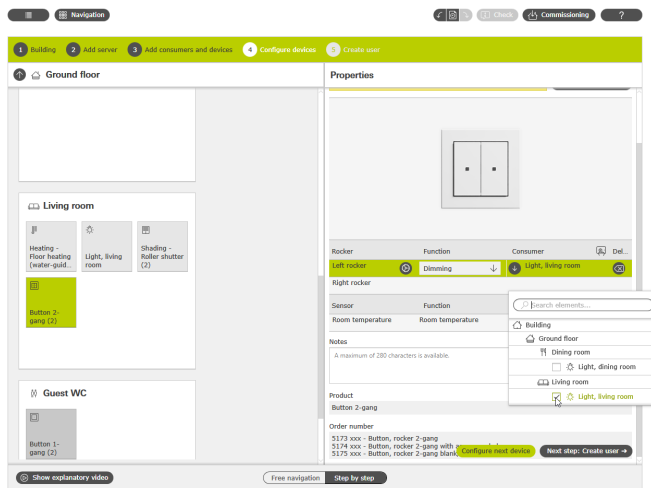 Navigation
Check
Commissioning
?
1 Building 2 Add server 3 Add consumers and devices 4 Configure devices 5 Create user
Ground floor
Properties
Living room
Heating -
Floor heating
(water-guid...
Light, living
room
Shading -
Roller shutter
(2)
Button 2-
gang (2)
Guest WC
Button 1-
gang (2)
Rocker Function Consumer Del...
Left rocker Dimming Light, living room
Right rocker
Sensor Function
Room temperature Room temperature
Search elements...
Building
Ground floor
Dining room
Light, dining room
Living room
Light, living room
Notes
A maximum of 280 characters is available.
Product
Button 2-gang
Order number
5173 xxx - Button, rocker 2-gang
5174 xxx - Button, rocker 2-gang with
5175 xxx - Button, rocker 2-gang blank,
Configure next device
Next step: Create user →
Show explanatory video
Free navigation Step by step